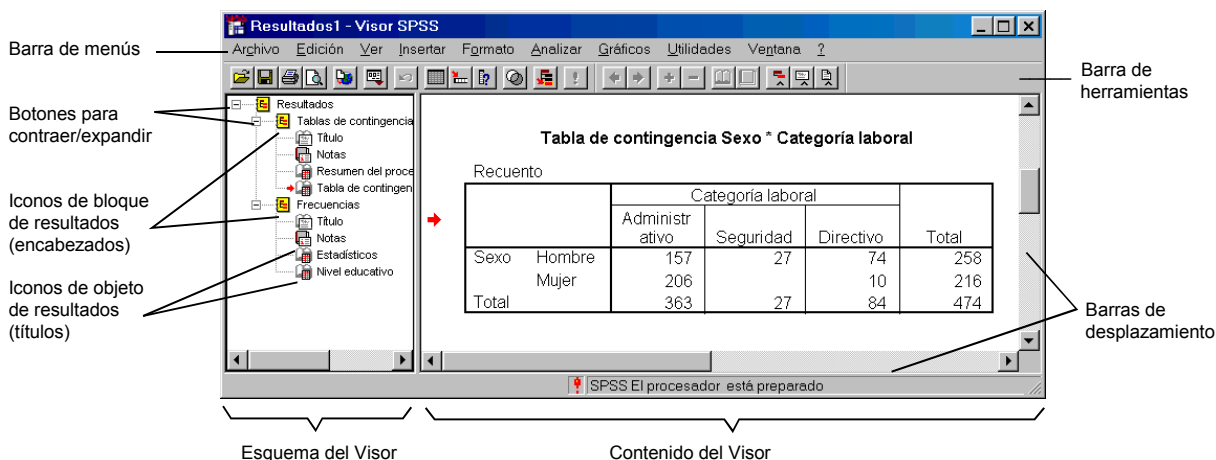 Resultados1 - Visor SPSS
Barra de menús
Archivo Edición Ver Insertar Formato Analizar Gráficos Utilidades Ventana ?
Barra de
herramientas
Botones para
contraer/expandir
Iconos de bloque
de resultados
(encabezados)
Iconos de objeto
de resultados
(títulos)
Resultados
Tablas de contingencia
Título
Notas
Resumen del proce
Tabla de contingen
Frecuencias
Título
Notas
Estadísticos
Nivel educativo
Tabla de contingencia Sexo * Categoría laboral
Recuento
Categoría laboral
Administr
ativo Seguridad Directivo Total
Sexo Hombre 157 27 74 258
Mujer 206 10 216
Total 363 27 84 474
Barras de
desplazamiento
SPSS El procesador está preparado
Esquema del Visor
Contenido del Visor